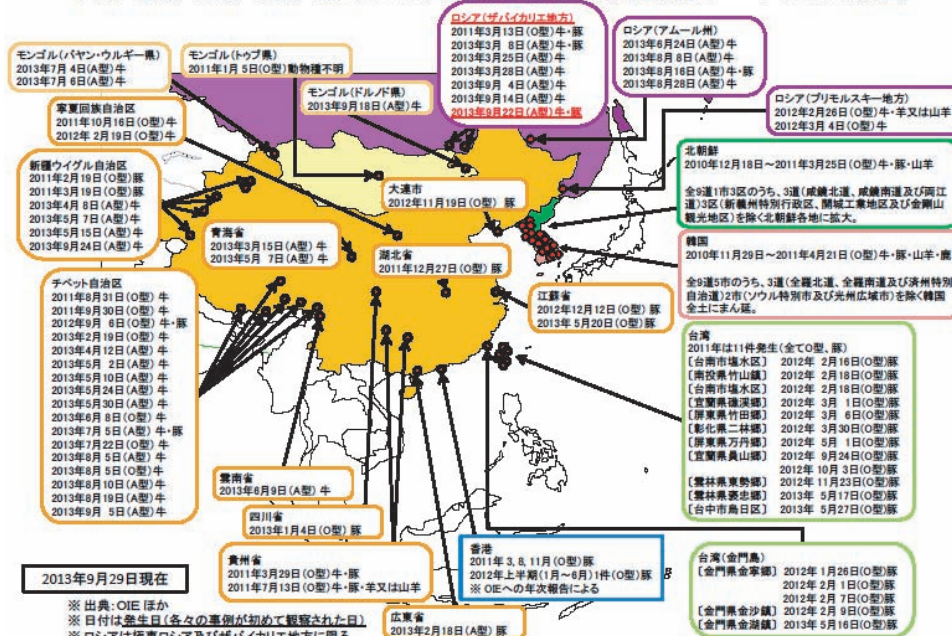 ロシア(ザバイカリエ地方)
2011年3月13日(O型)牛・豚
2013年3月 8日(A型)牛・豚
2013年3月25日(A型)牛
2013年3月28日(A型)牛
2013年9月 4日(A型)牛
2013年9月14日(A型)牛
2013年9月22日(A型)牛・豚
ロシア(アムール州)
2013年6月24日(A型)牛
2013年8月8日(A型)牛
2013年8月16日(A型)牛・豚
2013年8月28日(A型)牛
モンゴル(バヤン・ウルギー県)
2013年7月 4日(A型)牛
2013年7月 6日(A型)牛
モンゴル(トゥブ県)
2011年1月 5日(O型)動物種不明
モンゴル(ドルノド県)
2013年9月18日(A型)牛
ロシア(プリモルスキー地方)
2012年2月26日(O型)牛・羊又は山羊
2012年3月 4日(O型)牛
寧夏回族自治区
2011年10月16日(O型)牛
2012年 2月19日(O型)牛
北朝鮮
2010年12月18日～2011年3月25日(O型)牛・豚・山羊
全9道1市3区のうち、3道(咸鏡北道、咸鏡南道及び両江
道)3区(新義州特別行政区、開城工業地区及び金剛山
観光地区)を除く北朝鮮各地に拡大。
新疆ウイグル自治区
2011年2月19日(O型)豚
2011年3月19日(O型)豚
2013年4月8日(A型)牛
2013年5月7日(A型)牛
2013年5月15日(A型)牛
2013年9月24日(A型)牛
大連市
2012年11月19日(O型) 豚
青海省
2013年3月15日(A型)牛
2013年5月 7日(A型)牛
湖北省
2011年12月27日(O型)豚
韓国
2010年11月29日～2011年4月21日(O型)牛・豚・山羊・鹿
全9道5市のうち、3道(全羅北道、全羅南道及び済州特別
自治道)2市(ソウル特別市及び光州広域市)を除く韓国
全土にまん延。
チベット自治区
2011年8月31日(O型) 牛
2011年9月30日(O型) 牛
2012年9月 6日(O型)牛・豚
2013年2月19日(O型)牛
2013年4月12日(A型)牛
2013年5月 2日(A型)牛
2013年5月10日(A型)牛
2013年5月24日(A型)牛
2013年5月30日(A型)牛
2013年6月8日(O型) 牛
2013年7月5日(A型)牛・豚
2013年7月22日(O型)牛
2013年8月5日(A型)牛
2013年8月5日(O型)牛
2013年8月10日(A型)牛
2013年8月19日(A型)牛
2013年9月 5日(A型)牛
江蘇省
2012年12月12日(O型)豚
2013年 5月20日(O型)豚
台湾
2011年は11件発生(全てO型、豚)
〔台南市塩水区〕 2012年 2月16日(O型)豚
〔南投県竹山鎮〕 2012年 2月18日(O型)豚
〔台南市塩水区〕 2012年 2月18日(O型)豚
〔宜蘭県礁渓郷〕 2012年 3月 1日(O型)豚
〔屏東県竹田郷〕 2012年 3月 6日(O型)豚
〔彰化県二林郷〕 2012年 3月30日(O型)豚
〔屏東県万丹郷〕 2012年 5月 1日(O型)豚
〔宜蘭県員山郷〕 2012年 9月24日(O型)豚
2012年 10月 3日(O型)豚
〔雲林県東勢郷〕 2012年 11月23日(O型)豚
〔雲林県褒忠郷〕 2013年 5月17日(O型)豚
〔台中市烏日区〕 2013年 5月27日(O型)豚
雲南省
2013年6月9日(A型) 牛
四川省
2013年1月4日(O型) 豚
貴州省
2011年3月29日(O型)牛・豚
2011年7月13日(O型)牛・豚・羊又は山羊
香港
2011年 3, 8, 11月(O型)豚
2012年上半期(1月～6月)1件(O型)豚
※ OIEへの年次報告による
台湾(金門島)
〔金門県金寧郷〕 2012年 1月26日(O型)豚
2012年 2月 1日(O型)豚
2012年 2月 7日(O型)豚
〔金門県金沙鎮〕 2012年 2月 9日(O型)豚
〔金門県金湖鎮〕 2013年 5月16日(O型)豚
広東省
2013年2月18日(A型) 豚
2013年9月29日現在
※ 出典:OIE ほか
※ 日付は発生日(各々の事例が初めて観察された日)
※ ロシアは極東ロシア及びザバイカリエ地方に限る